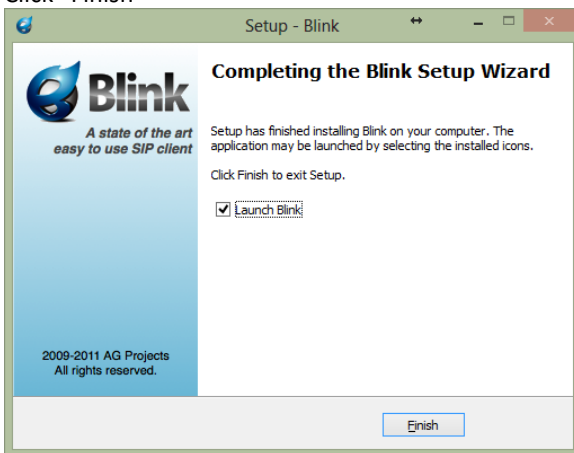 Click "Finish"
Setup - Blink
Blink
A state of the art
easy to use SIP client
Completing the Blink Setup Wizard
Setup has finished installing Blink on your computer. The
application may be launched by selecting the installed icons.
Click Finish to exit Setup.
Launch Blink
2009-2011 AG Projects
All rights reserved.
Finish